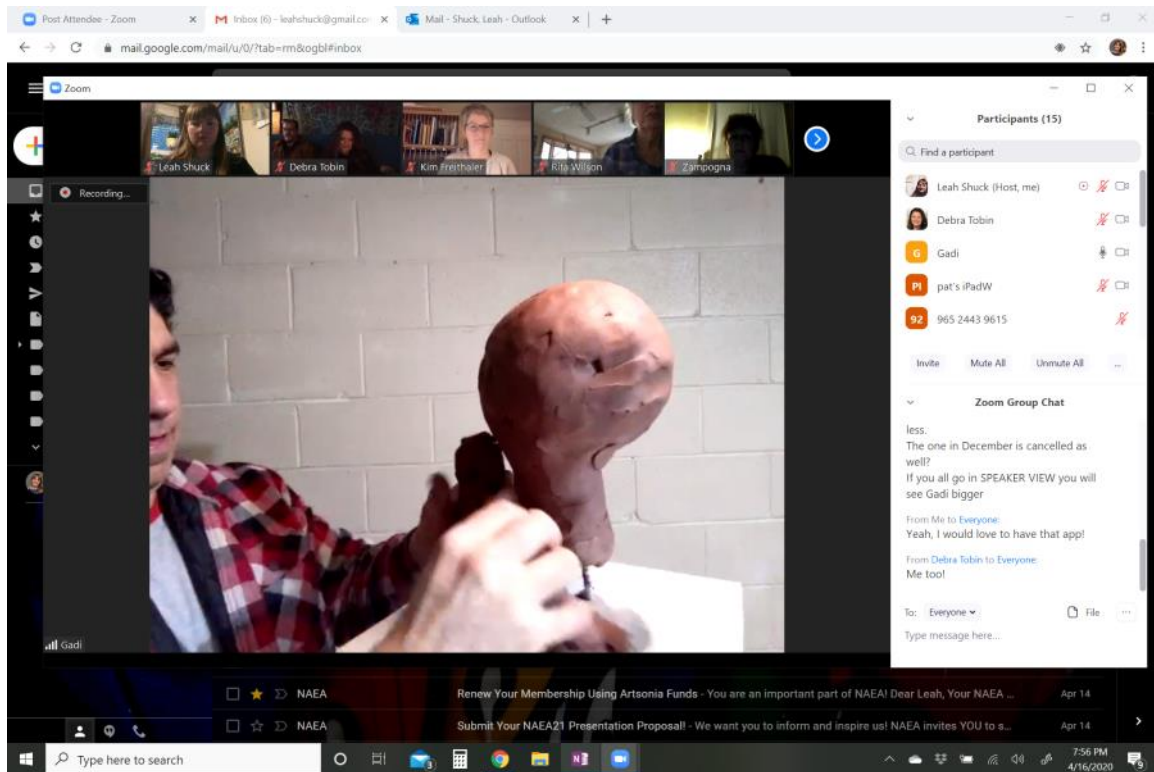 Post Attendee - Zoom
Inbox (6) - leahshuck@gmail.co
Mail - Shuck, Leah - Outlook
mail.google.com/mail/u/0/?tab=rm&ogbl#inbox
Zoom
Leah Shuck
Debra Tobin
Kim Freithaler
Rita Wilson
Zampogna
Recording...
Gadi
Participants (15)
Find a participant
Leah Shuck (Host, me)
Debra Tobin
G Gadi
PI pat's iPadW
92 965 2443 9615
Invite Mute All Unmute All ...
Zoom Group Chat
less.
The one in December is cancelled as
well?
If you all go in SPEAKER VIEW you will
see Gadi bigger
From Me to Everyone:
Yeah, I would love to have that app!
From Debra Tobin to Everyone:
Me too!
To: Everyone File ...
Type message here...
NAEA Renew Your Membership Using Artsonia Funds - You are an important part of NAEA! Dear Leah, Your NAEA ... Apr 14
NAEA Submit Your NAEA21 Presentation Proposal! - We want you to inform and inspire us! NAEA invites YOU to s... Apr 14
Type here to search
3
N
7:56 PM
4/16/2020
9